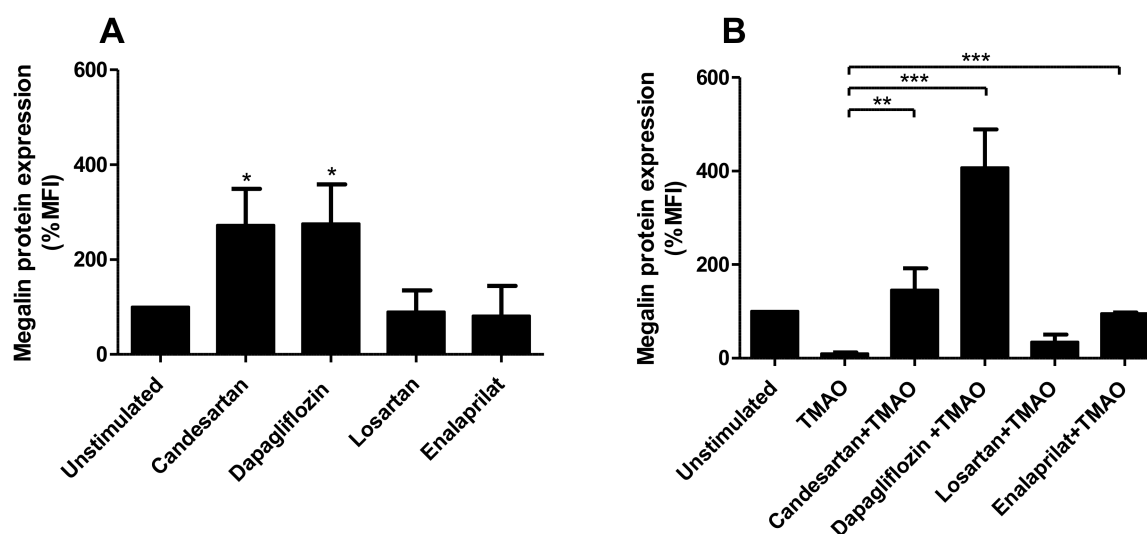 A
Megalin protein expression
(%MFI)
600
400
200
0
*
*
Unstimulated
Candesartan
Dapagliflozin
Losartan
Enalaprilat
B
Megalin protein expression
(%MFI)
600
400
200
0
***
***
**
Unstimulated
TMAO
Candesartan+TMAO
Dapagliflozin +TMAO
Losartan+TMAO
Enalaprilat+TMAO